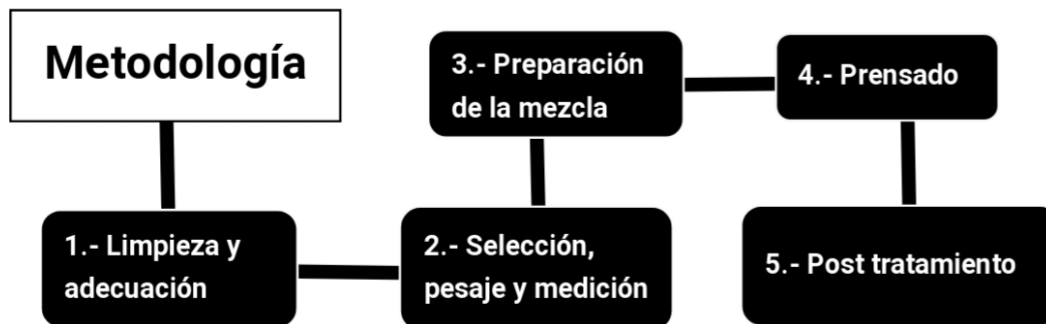 Metodología
1.- Limpieza y
adecuación
2.- Selección,
pesaje y medición
3.- Preparación
de la mezcla
4.- Prensado
5.- Post tratamiento